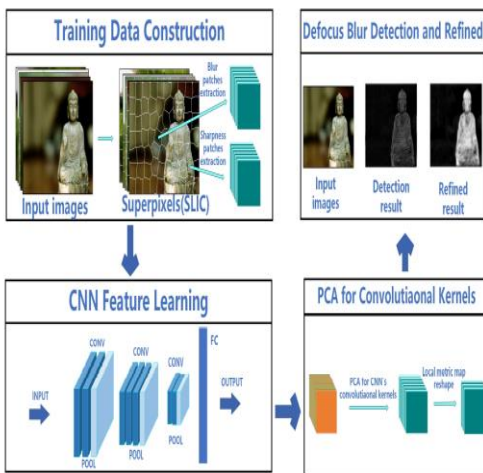 Training Data Construction
Blur
patches
extraction
Sharpness
patches
extraction
Input images
Superpixels(SLIC)
CNN Feature Learning
INPUT
CONV
POOL
CONV
POOL
CONV
POOL
FC
OUTPUT
PCA for Convolutiaonal Kernels
PCA for CNN's
convolutiaonal kernels
Local metric map
reshape
Defocus Blur Detection and Refined
Input
images
Detection
result
Refined
result